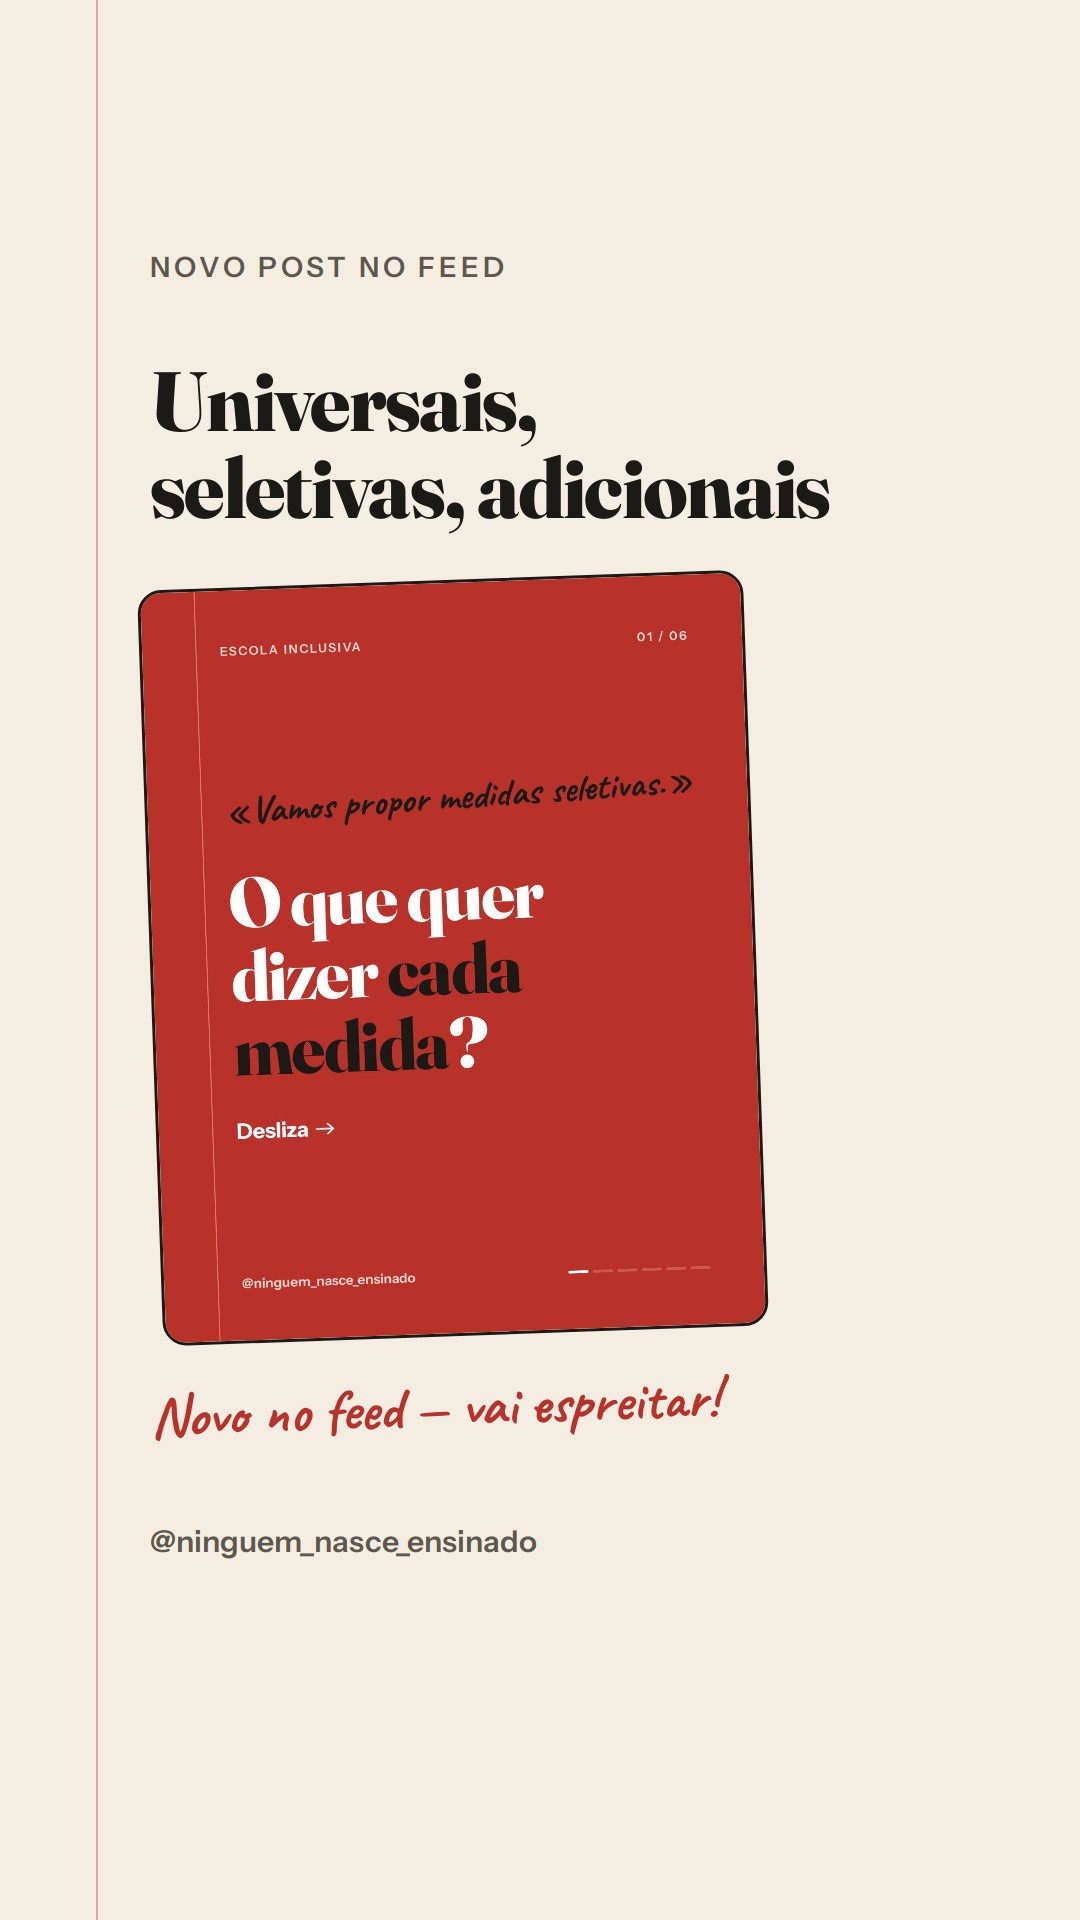 NOVO POST NO FEED
Universais,
seletivas, adicionais
ESCOLA INCLUSIVA
01 / 06
«Vamos propor medidas seletivas.»
O que quer
dizer cada
medida?
Desliza →
@ninguem_nasce_ensinado
Novo no feed — vai espreitar!
@ninguem_nasce_ensinado